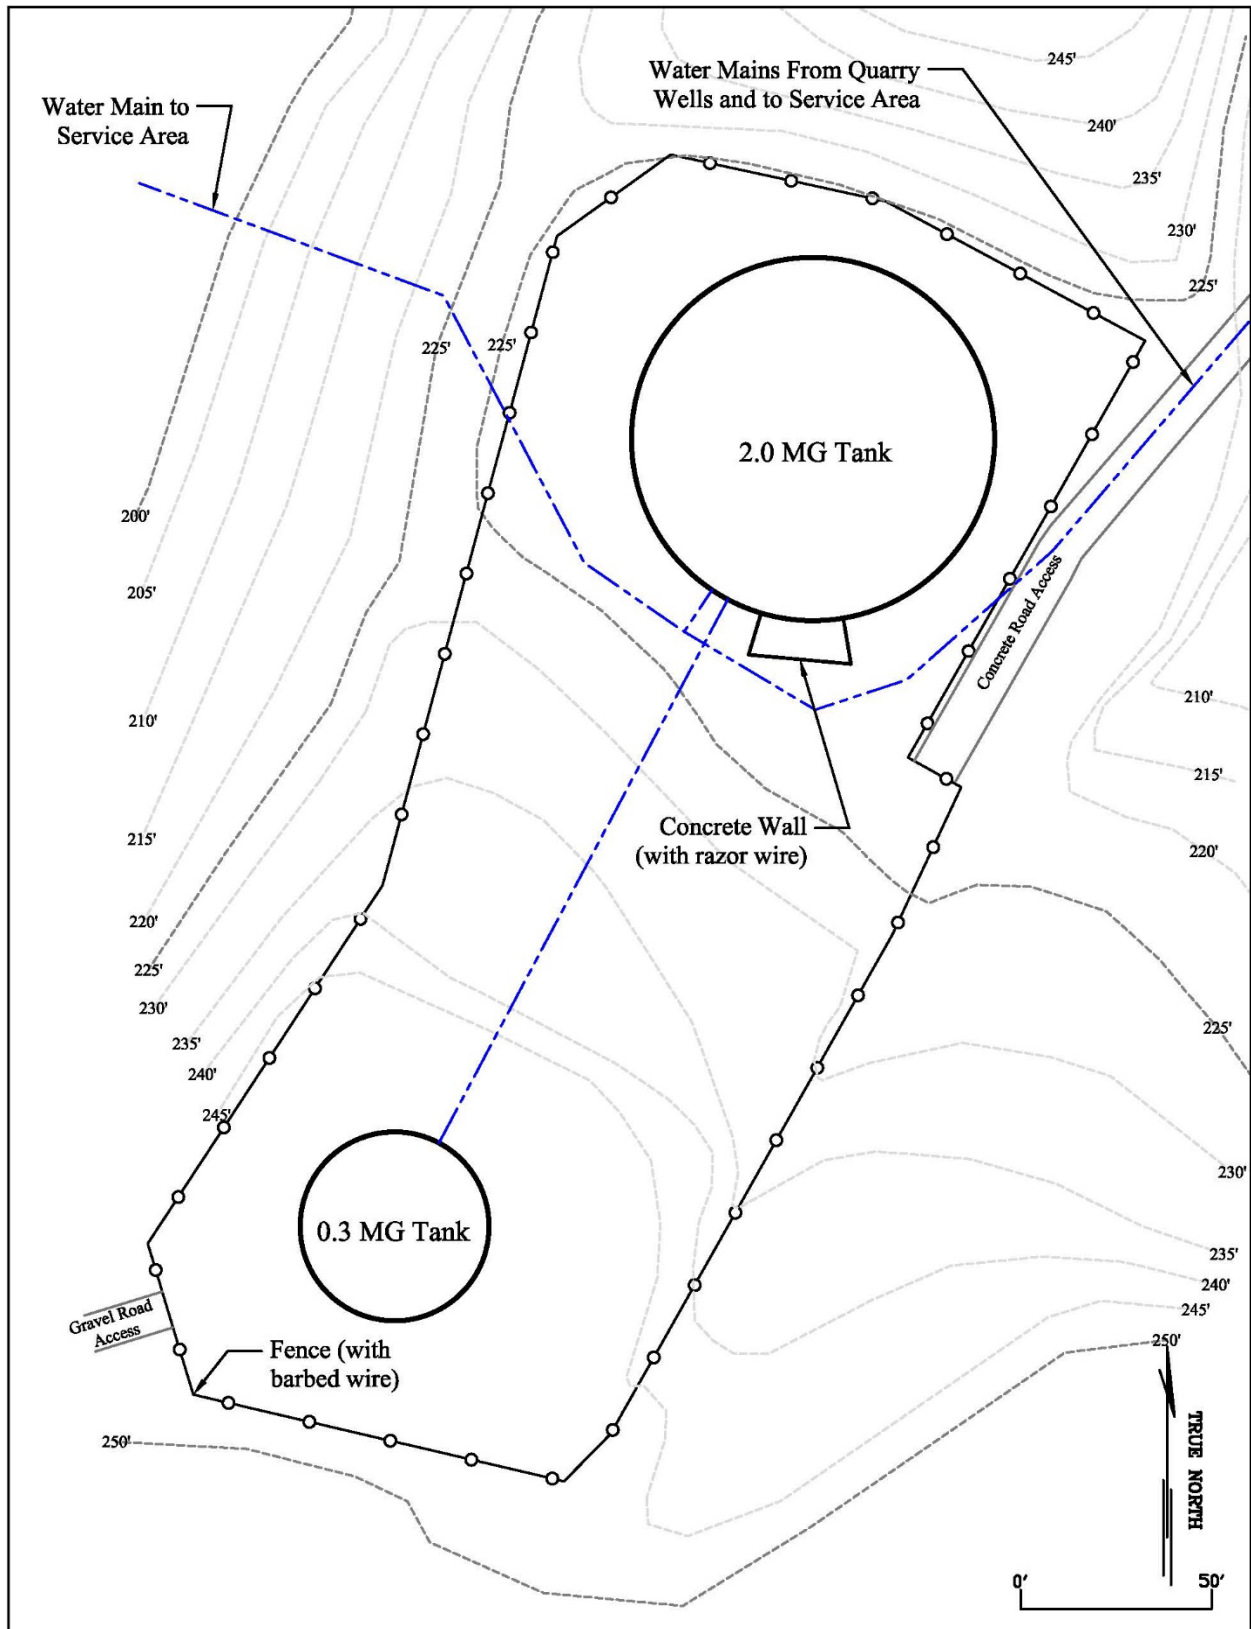 245'
Water Mains From Quarry
Wells and to Service Area
Water Main to
Service Area
240'
235'
230'
225'
225'
225'
2.0 MG Tank
200'
205'
Concrete Road Access
210'
210'
215'
Concrete Wall
(with razor wire)
215'
220'
220'
225'
230'
225'
235'
240'
245'
230'
0.3 MG Tank
235'
240'
245'
Gravel Road
Access
Fence (with
barbed wire)
250'
250'
TRUE NORTH
0'
50'